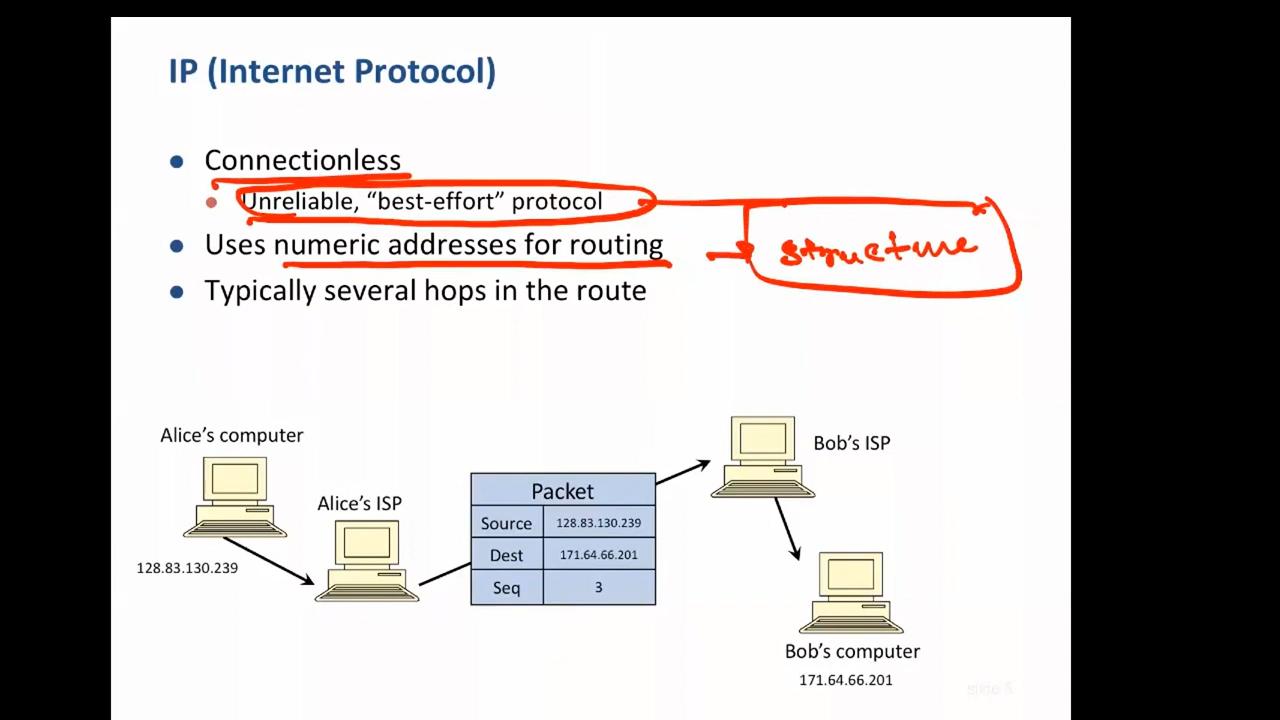 IP (Internet Protocol)
Connectionless
Unreliable, “best-effort” protocol
Uses numeric addresses for routing
structure
Typically several hops in the route
Alice’s computer
128.83.130.239
Alice’s ISP
Packet
Source 128.83.130.239
Dest 171.64.66.201
Seq 3
Bob’s ISP
Bob’s computer
171.64.66.201
slide 5